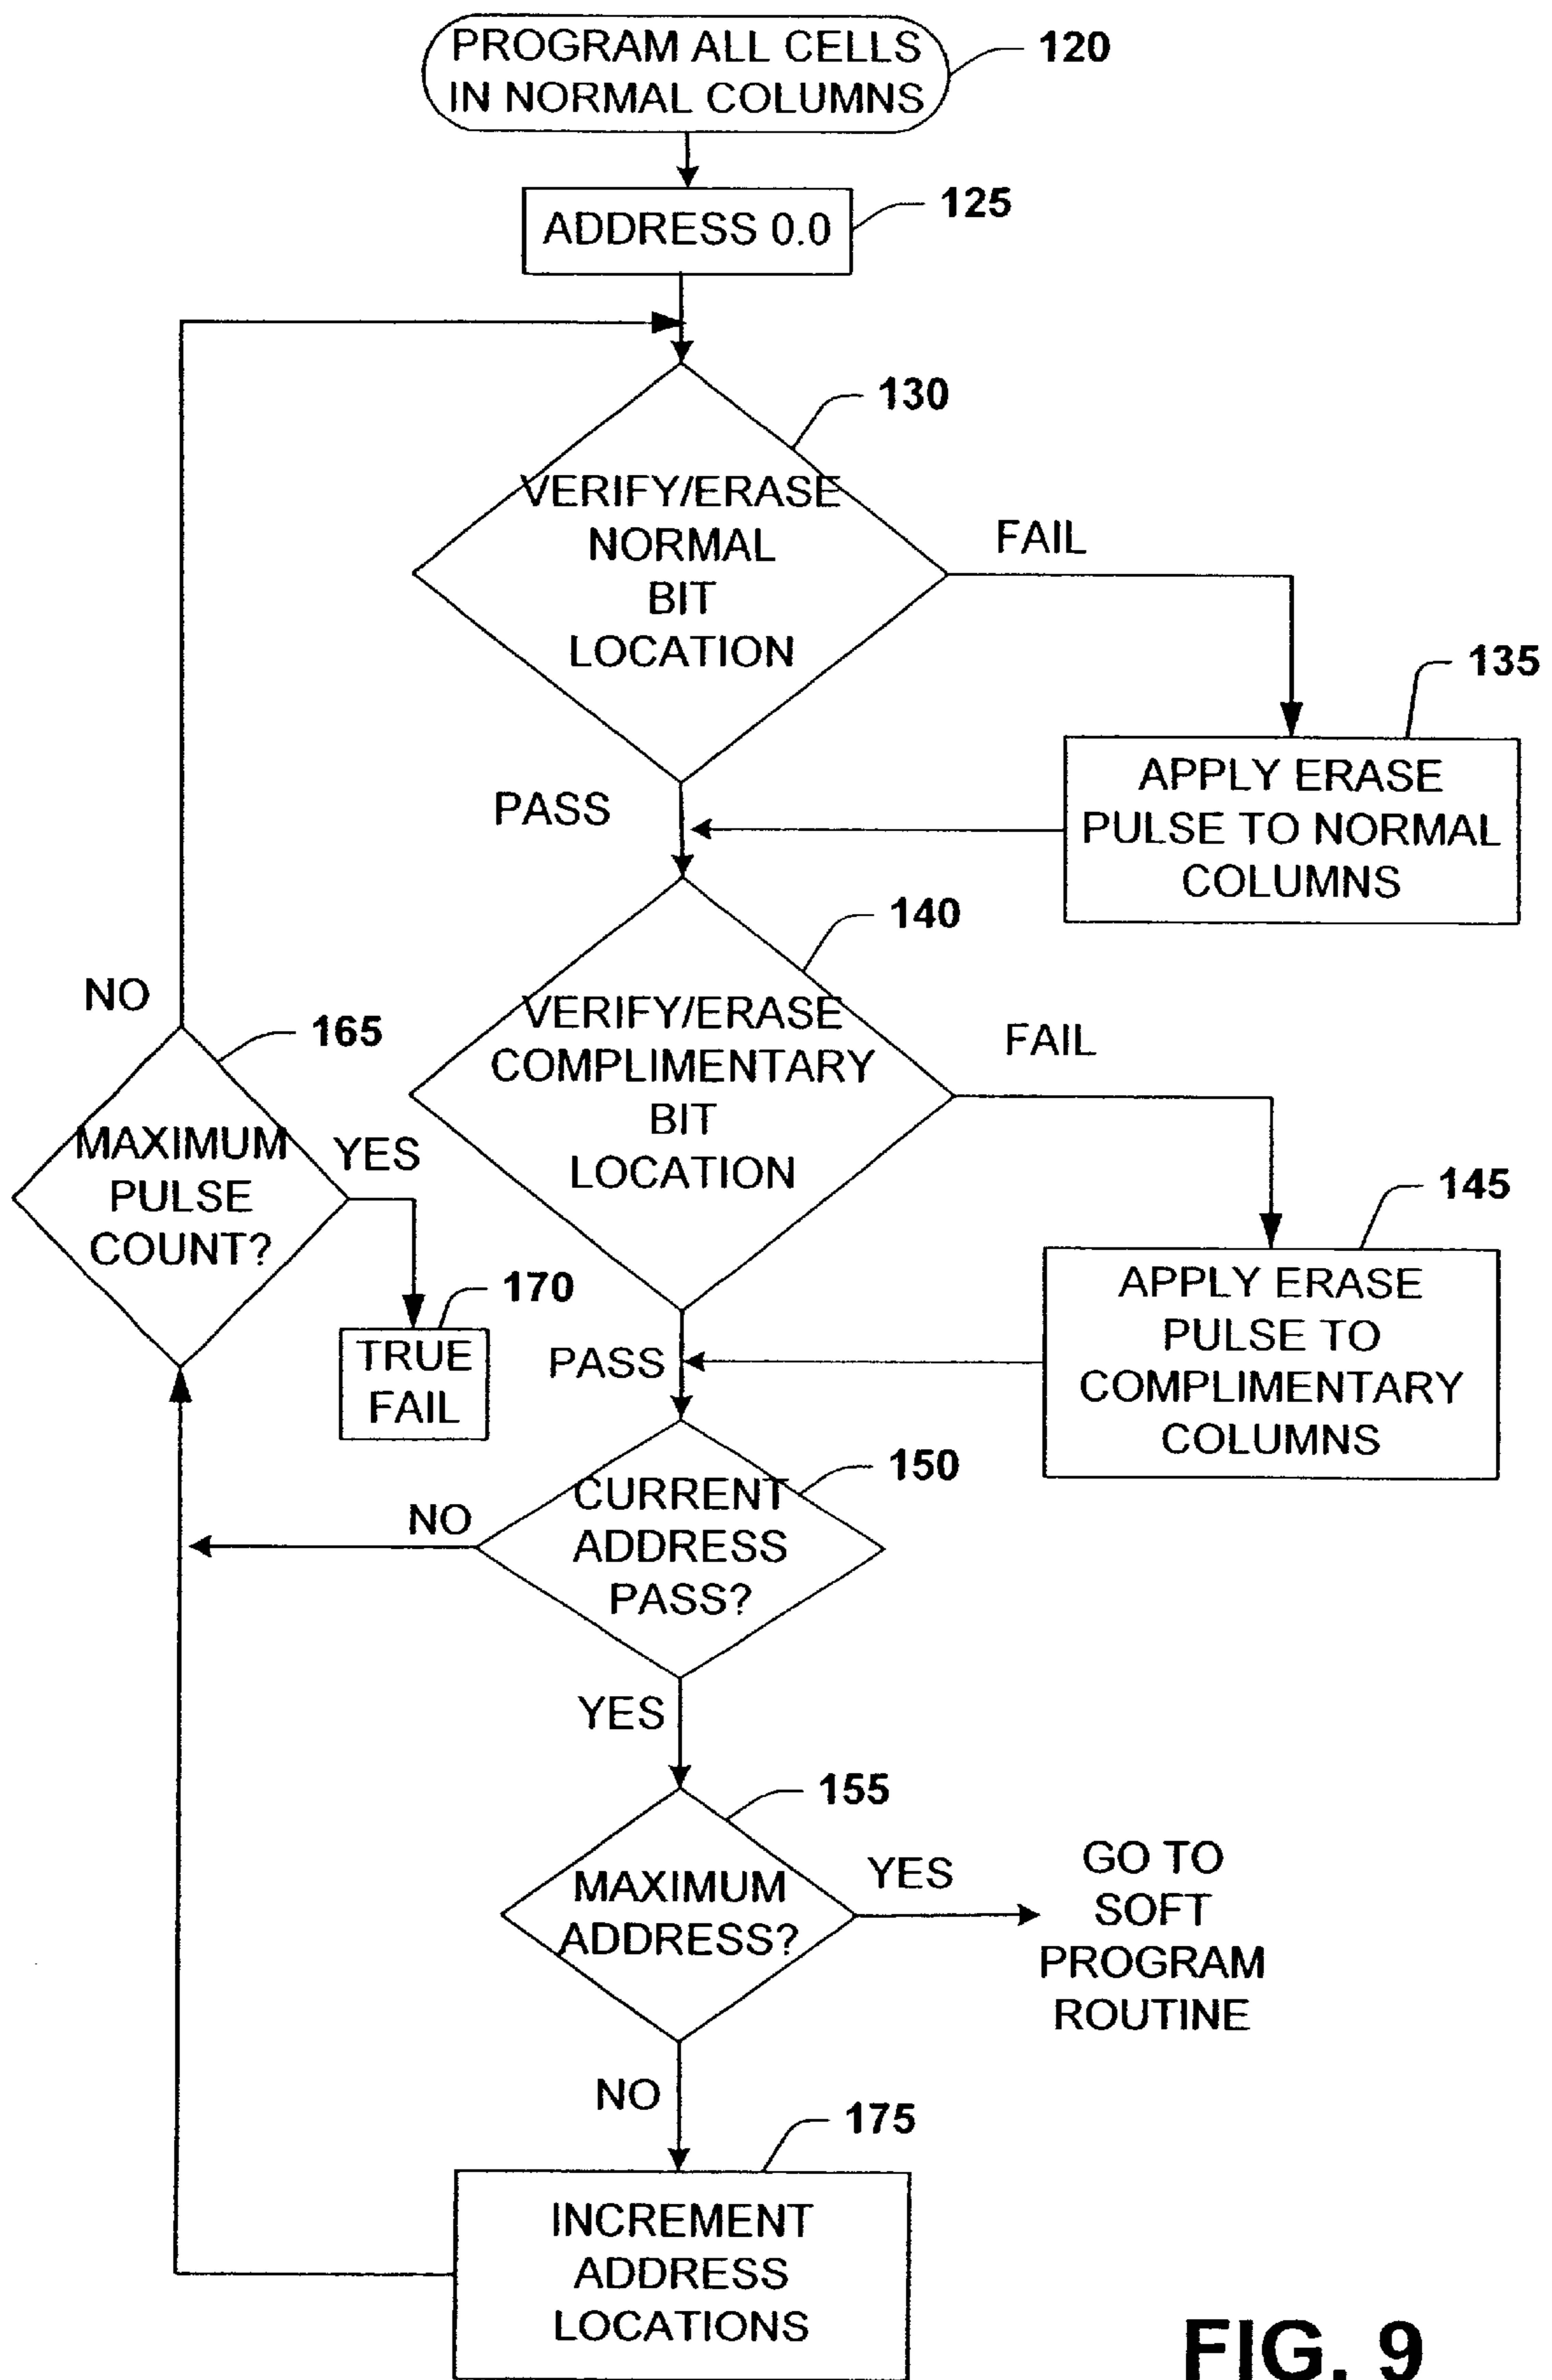 PROGRAM ALL CELLS
IN NORMAL COLUMNS
120
ADDRESS 0.0
125
130
VERIFY/ERASE
NORMAL
BIT
LOCATION
FAIL
135
APPLY ERASE
PULSE TO NORMAL
COLUMNS
PASS
140
VERIFY/ERASE
COMPLIMENTARY
BIT
LOCATION
FAIL
145
APPLY ERASE
PULSE TO
COMPLIMENTARY
COLUMNS
NO
165
MAXIMUM
PULSE
COUNT?
YES
170
TRUE
FAIL
PASS
150
CURRENT
ADDRESS
PASS?
NO
YES
155
MAXIMUM
ADDRESS?
YES
GO TO
SOFT
PROGRAM
ROUTINE
NO
175
INCREMENT
ADDRESS
LOCATIONS
FIG. 9